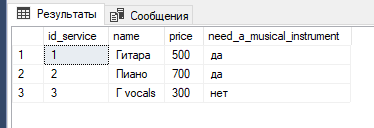 Результаты Сообщения
id_service name price need_a_musical_instrument
1 1 Гитара 500 да
2 2 Пиано 700 да
3 3 Г vocals 300 нет